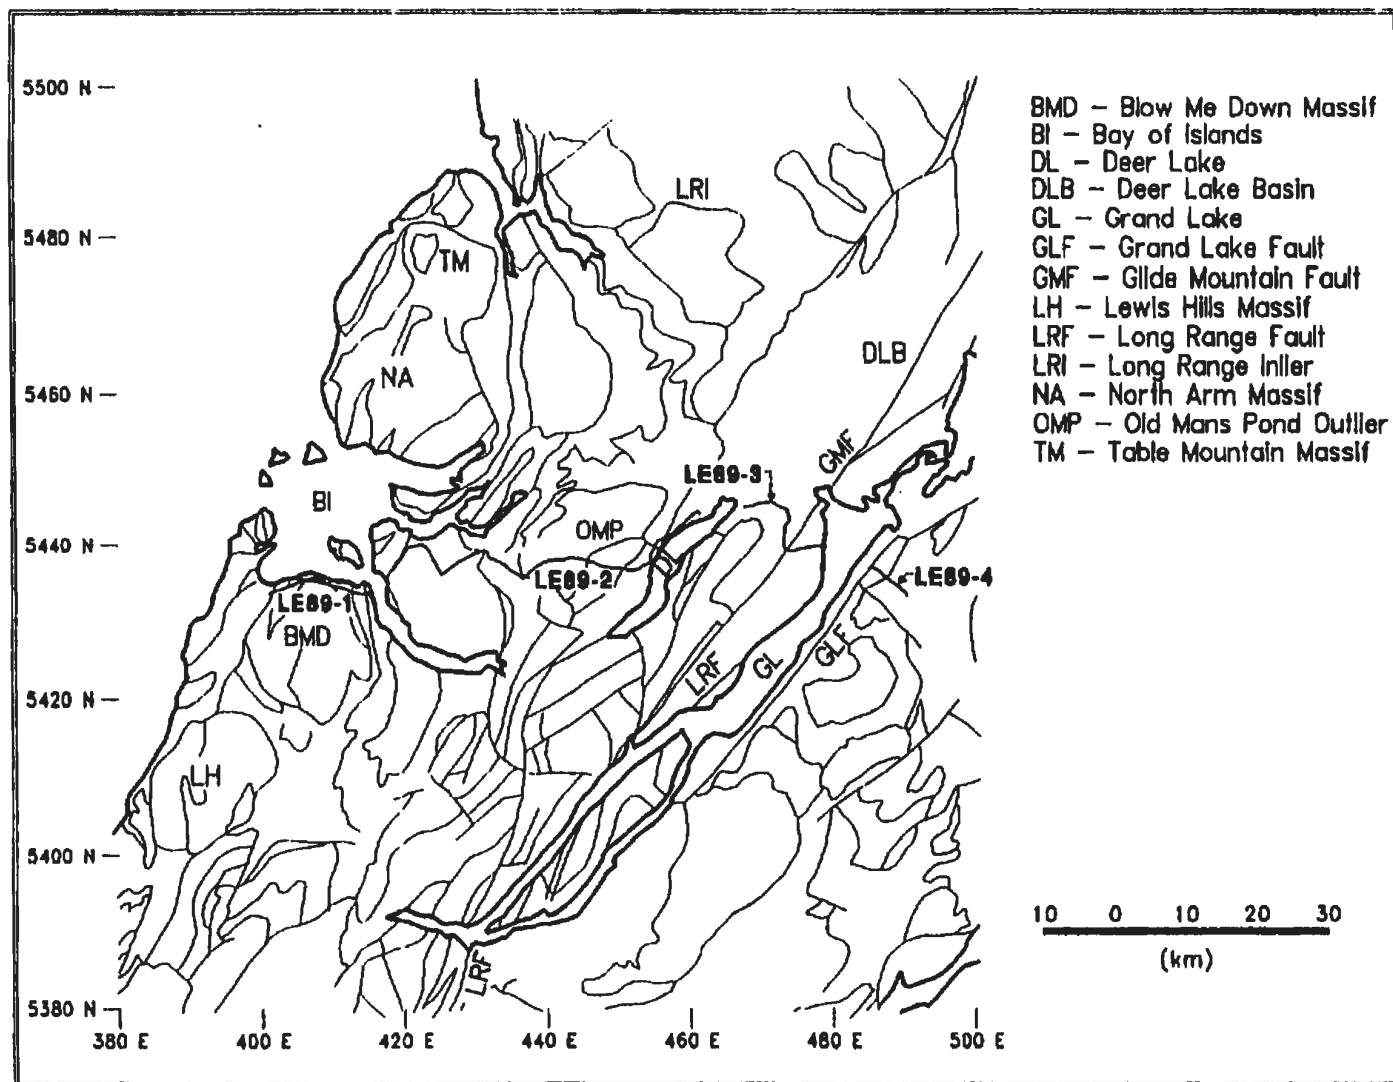 5500 N
5480 N
5460 N
5440 N
5420 N
5400 N
5380 N
380 E
400 E
420 E
440 E
460 E
480 E
500 E
LRI
TM
NA
DLB
GMF
LE89-3
BI
OMP
LE89-2
LE89-4
LE89-1
BMD
LRF
GL
GLF
LH
LRF
BMD – Blow Me Down Massif
BI – Bay of Islands
DL – Deer Lake
DLB – Deer Lake Basin
GL – Grand Lake
GLF – Grand Lake Fault
GMF – Glide Mountain Fault
LH – Lewis Hills Massif
LRF – Long Range Fault
LRI – Long Range Inlier
NA – North Arm Massif
OMP – Old Mans Pond Outlier
TM – Table Mountain Massif
10 0 10 20 30
(km)